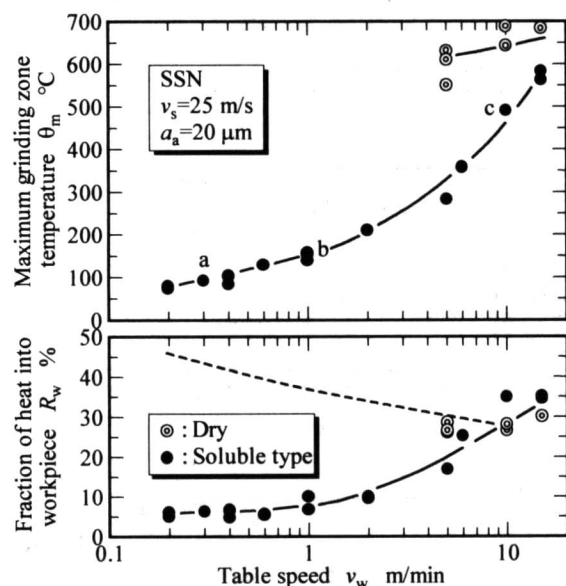 Maximum grinding zone
temperature θm °C
700
600
500
400
300
200
100
0
SSN
vs=25 m/s
aa=20 μm
a
b
c
Fraction of heat into
workpiece Rw %
50
40
30
20
10
0
◎ : Dry
● : Soluble type
0.1
1
10
Table speed vw m/min